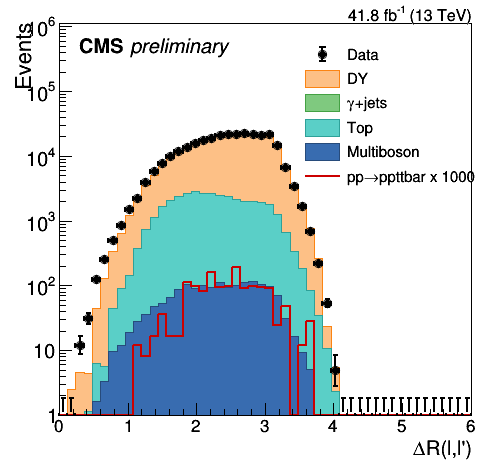 41.8 fb⁻¹ (13 TeV)
Events
CMS preliminary
Data
DY
γ+jets
Top
Multiboson
pp→ppttbar x 1000
10⁶
10⁵
10⁴
10³
10²
10
1
0 1 2 3 4 5 6
ΔR(l,l')